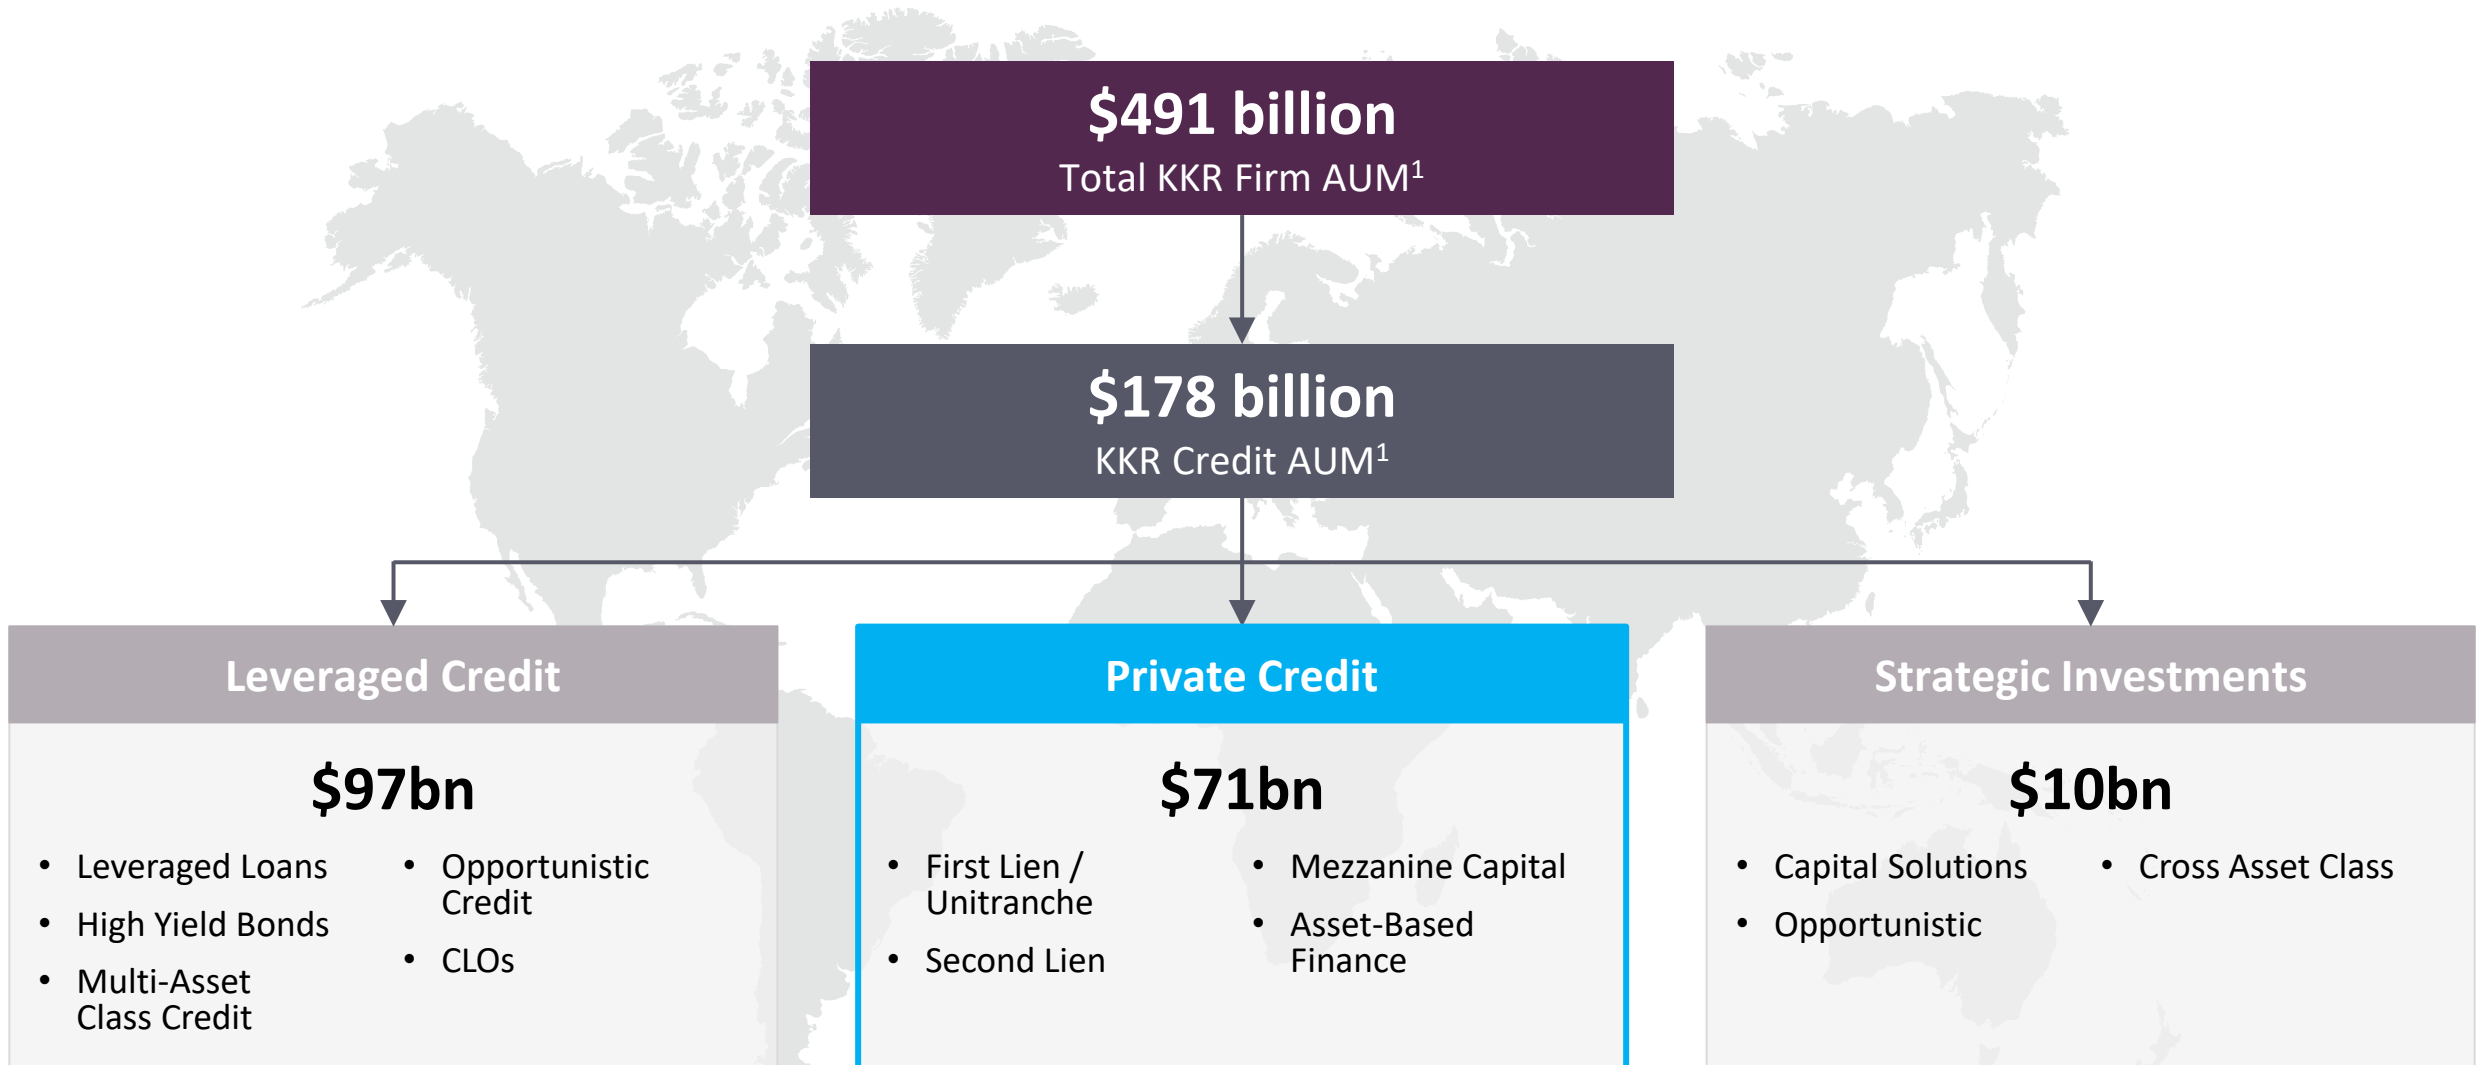 $491 billion
Total KKR Firm AUM¹
$178 billion
KKR Credit AUM¹
Leveraged Credit
$97bn
• Leveraged Loans
• High Yield Bonds
• Multi-Asset
Class Credit
• Opportunistic
Credit
• CLOs
Private Credit
$71bn
• First Lien /
Unitranche
• Second Lien
• Mezzanine Capital
• Asset-Based
Finance
Strategic Investments
$10bn
• Capital Solutions
• Opportunistic
• Cross Asset Class